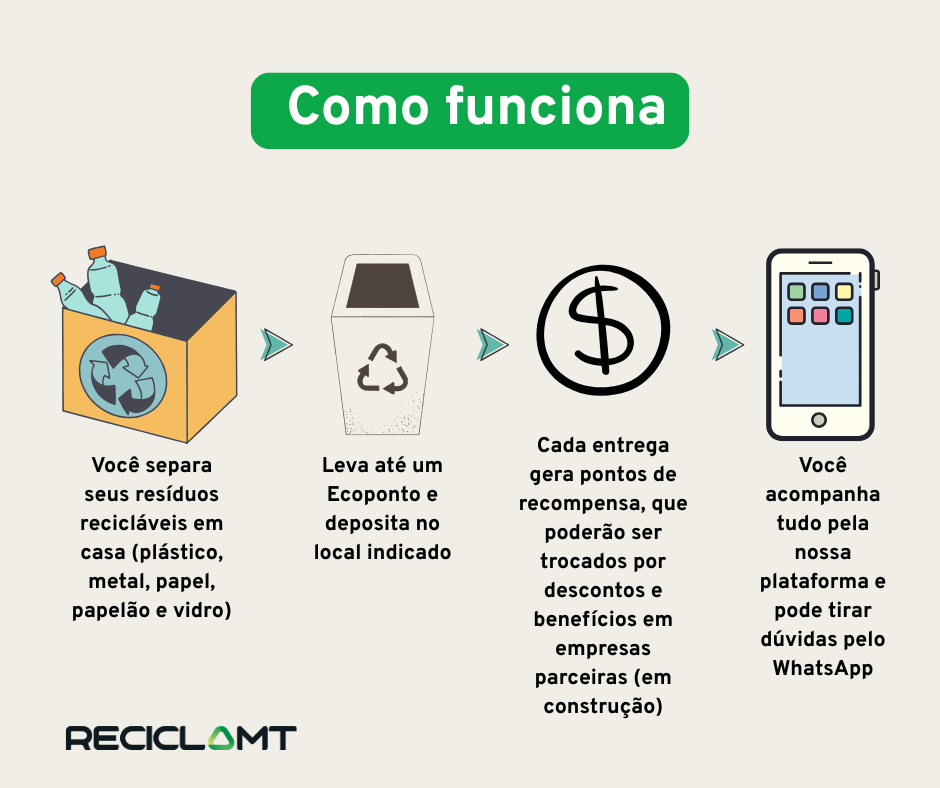 Como funciona
Você separa
seus resíduos
recicláveis em
casa (plástico,
metal, papel,
papelão e vidro)
Leva até um
Ecoponto e
deposita no
local indicado
Cada entrega
gera pontos de
recompensa, que
poderão ser
trocados por
descontos e
benefícios em
empresas
parceiras (em
construção)
Você
acompanha
tudo pela
nossa
plataforma e
pode tirar
dúvidas pelo
WhatsApp
RECICLAMT